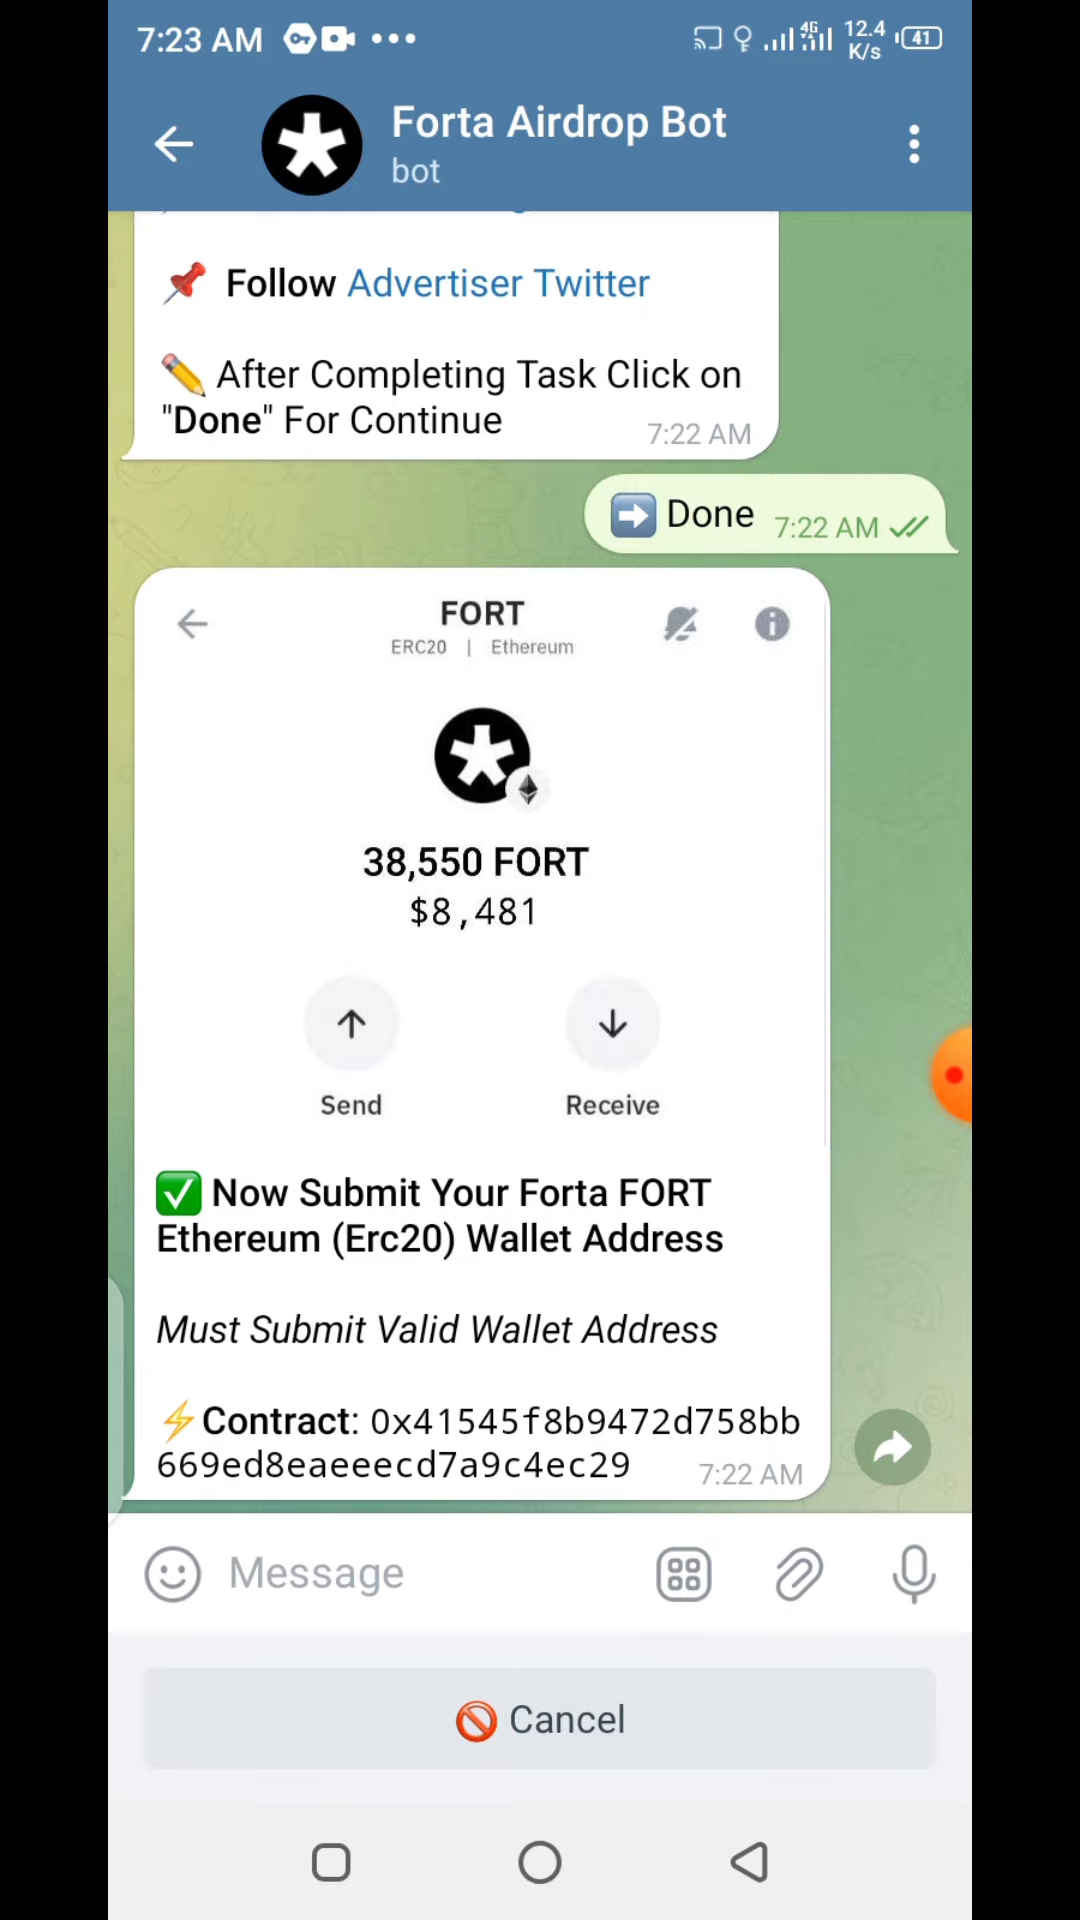 7:23 AM
4G
12.4 K/s
41
Forta Airdrop Bot
bot
Follow Advertiser Twitter
After Completing Task Click on
"Done" For Continue
7:22 AM
Done
7:22 AM
FORT
ERC20 | Ethereum
38,550 FORT
$8,481
Send
Receive
Now Submit Your Forta FORT
Ethereum (Erc20) Wallet Address
Must Submit Valid Wallet Address
Contract: 0x41545f8b9472d758bb
669ed8eaeeecd7a9c4ec29
7:22 AM
Message
Cancel